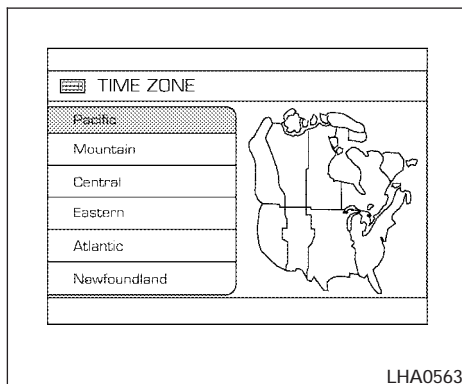 TIME ZONE
Pacific
Mountain
Central
Eastern
Atlantic
Newfoundland
LHA0563